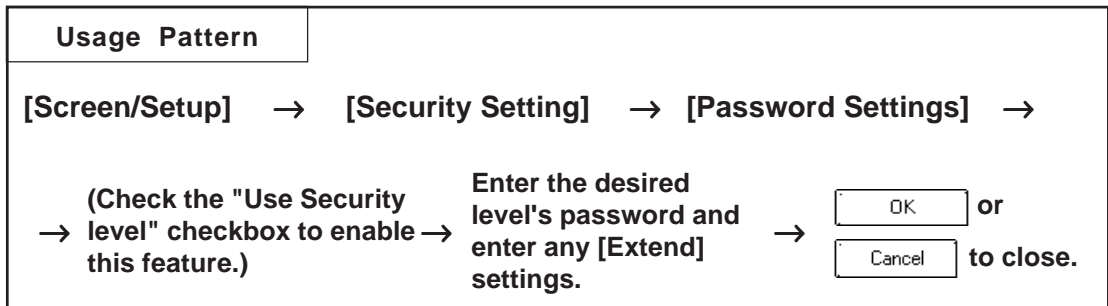 Usage Pattern
[Screen/Setup] → [Security Setting] → [Password Settings] →
→ (Check the "Use Security
level" checkbox to enable
this feature.) →
Enter the desired
level's password and
enter any [Extend]
settings. →
OK or
Cancel to close.